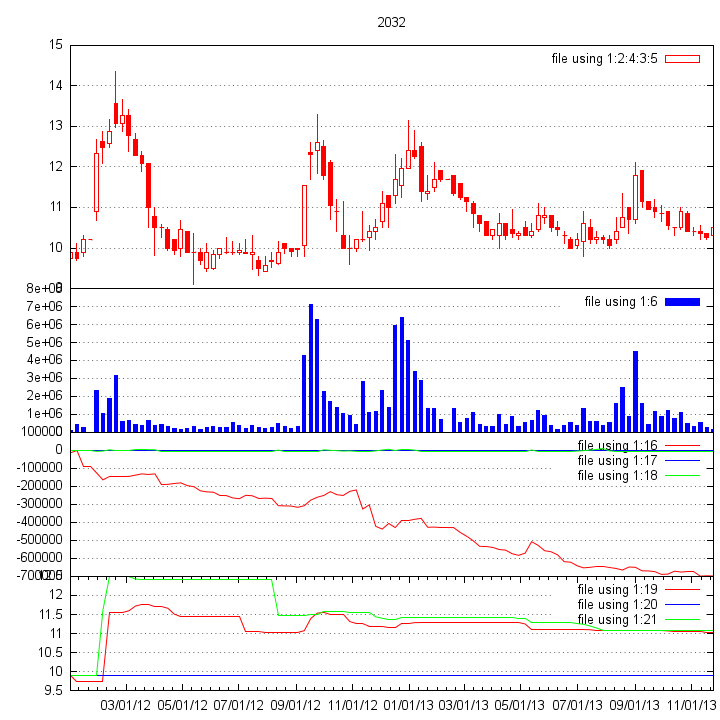 2032
15
file using 1:2:4:3:5
14
13
12
11
10
9
8e+06
file using 1:6
7e+06
6e+06
5e+06
4e+06
3e+06
2e+06
1e+06
100000
file using 1:16
0
file using 1:17
-100000
file using 1:18
-200000
-300000
-400000
-500000
-600000
-700000
12.5
file using 1:19
12
file using 1:20
11.5
file using 1:21
11
10.5
10
9.5
03/01/12 05/01/12 07/01/12 09/01/12 11/01/12 01/01/13 03/01/13 05/01/13 07/01/13 09/01/13 11/01/13